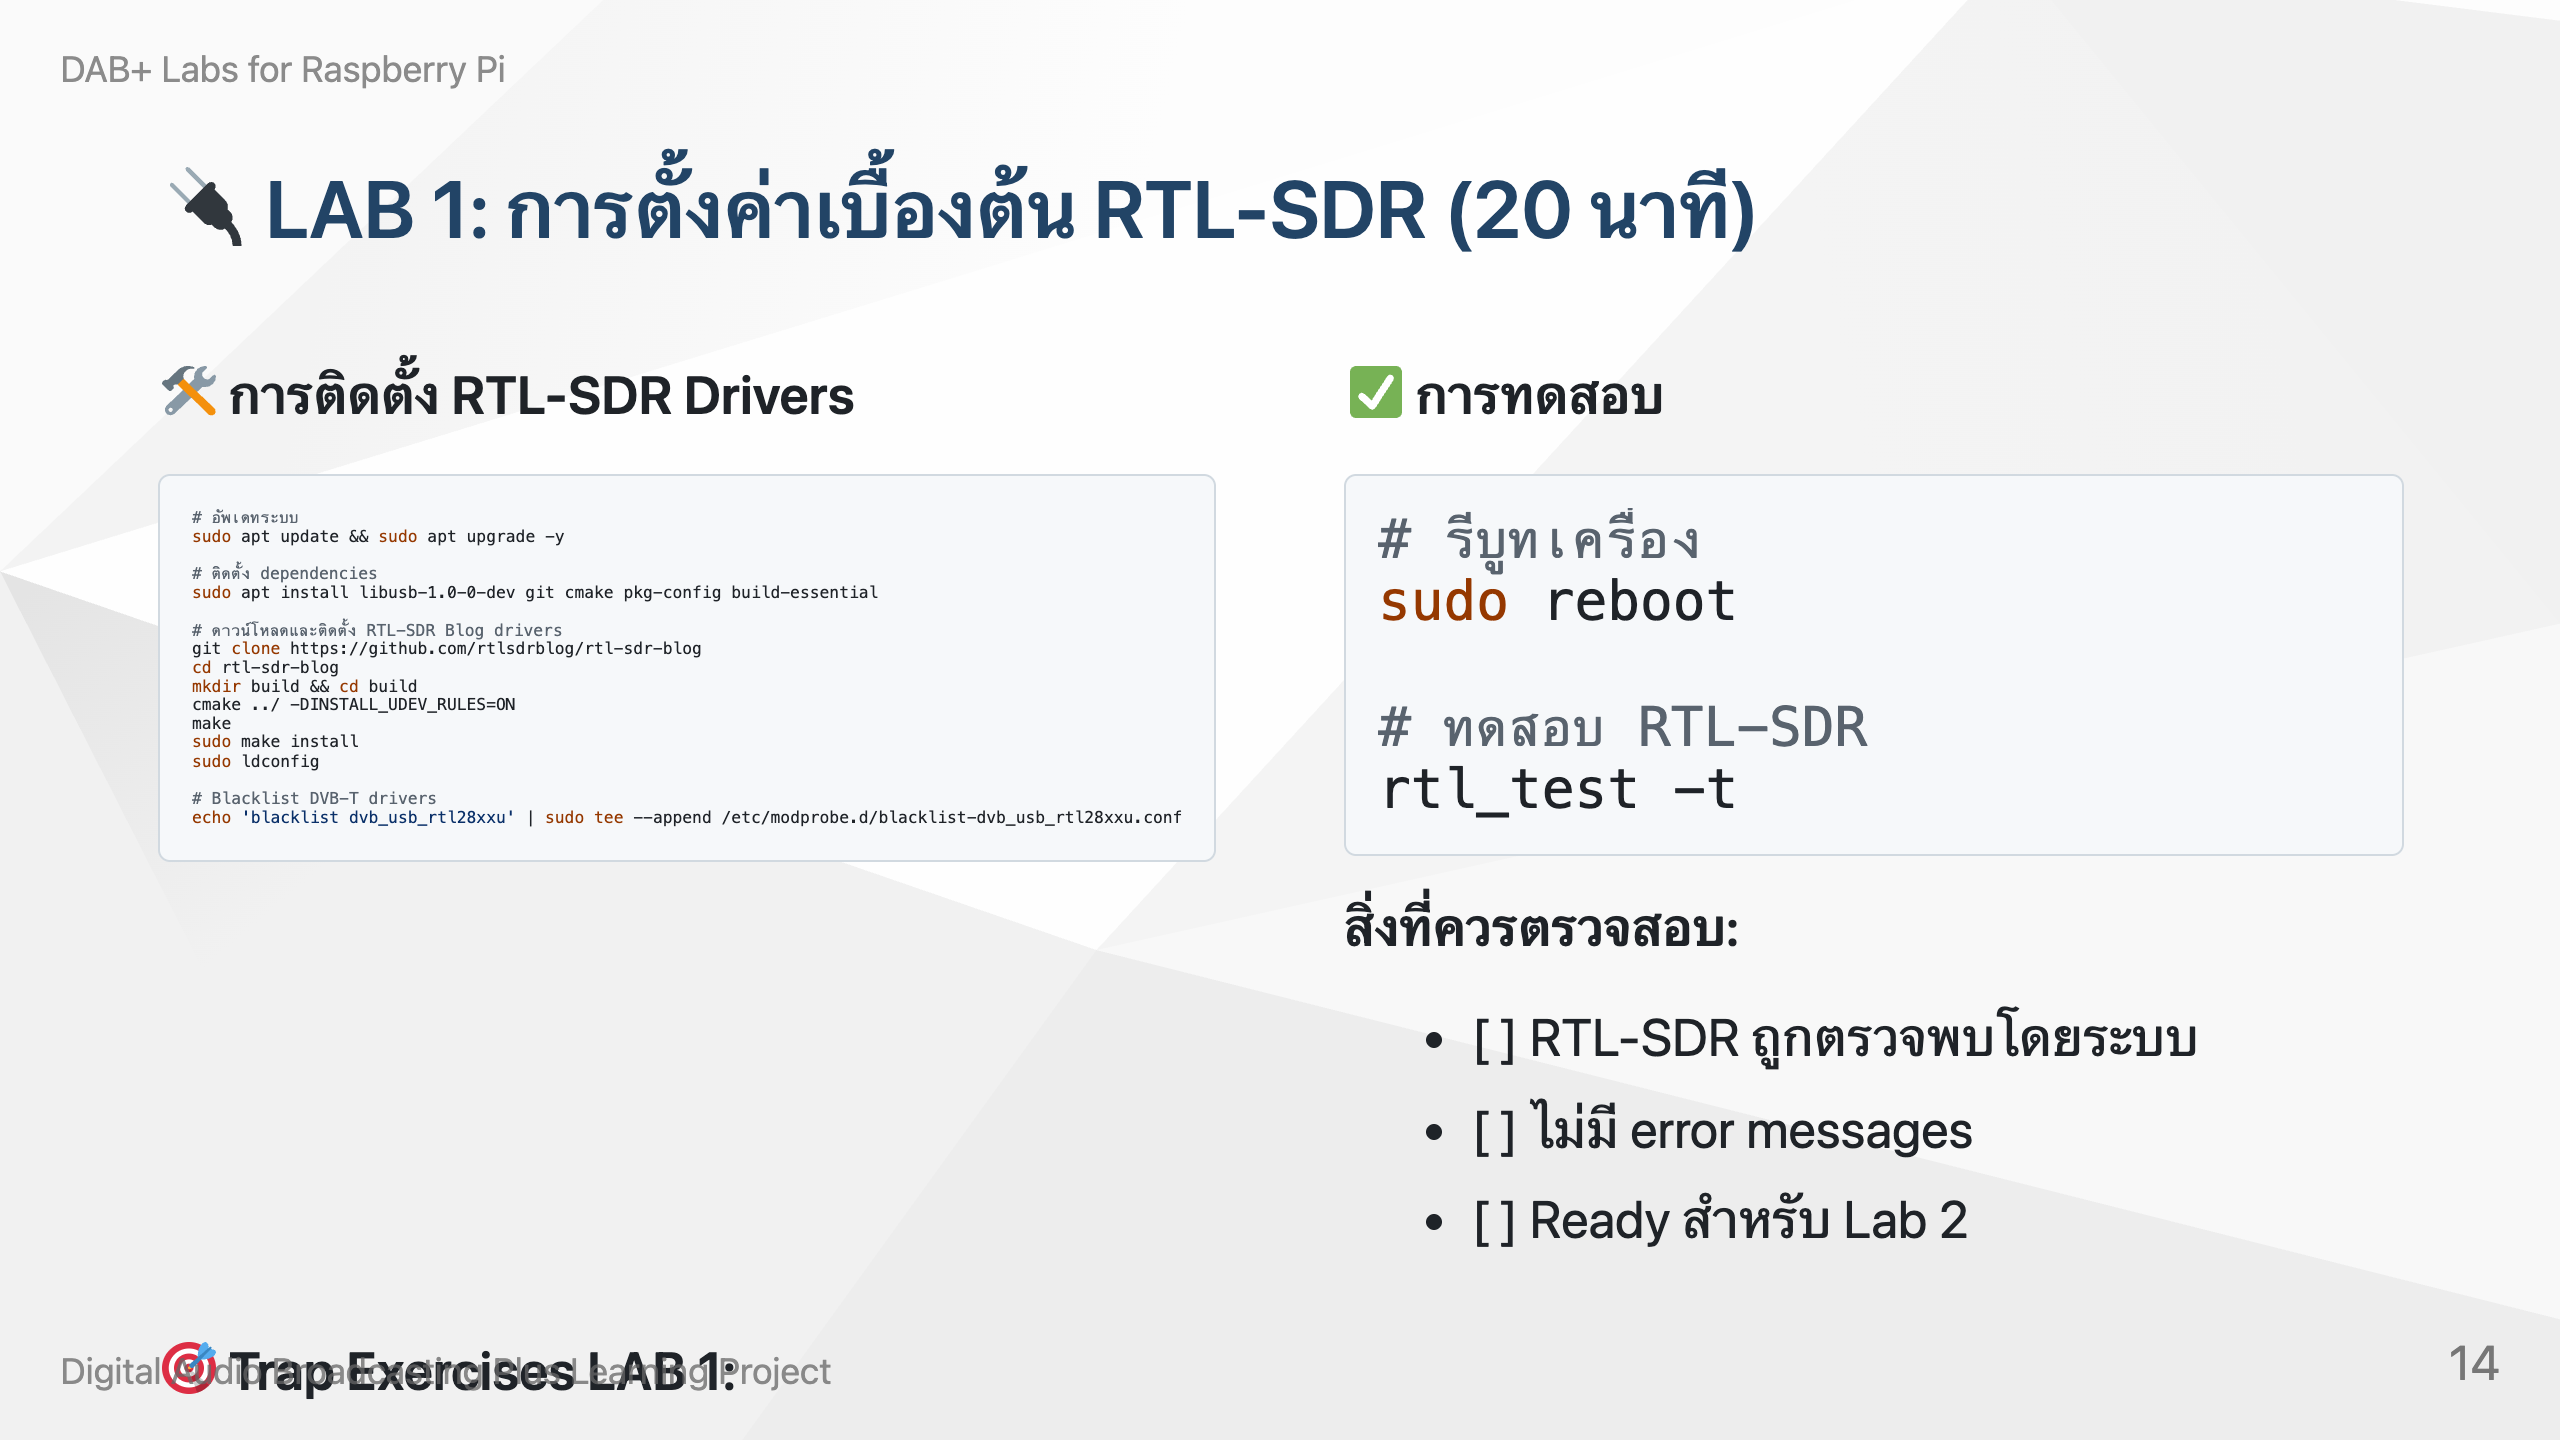 DAB+ Labs for Raspberry Pi
LAB 1: การตั้งค่าเบื้องต้น RTL-SDR (20 นาที)
การติดตั้ง RTL-SDR Drivers
# อัพเดทระบบ
sudo apt update && sudo apt upgrade -y
# ติดตั้ง dependencies
sudo apt install libusb-1.0-0-dev git cmake pkg-config build-essential
# ดาวน์โหลดและติดตั้ง RTL-SDR Blog drivers
git clone https://github.com/rtlsdrblog/rtl-sdr-blog
cd rtl-sdr-blog
mkdir build && cd build
cmake ../ -DINSTALL_UDEV_RULES=ON
make
sudo make install
sudo ldconfig
# Blacklist DVB-T drivers
echo 'blacklist dvb_usb_rtl28xxu' | sudo tee --append /etc/modprobe.d/blacklist-dvb_usb_rtl28xxu.conf
การทดสอบ
# รีบูทเครื่อง
sudo reboot
# ทดสอบ RTL-SDR
rtl_test -t
สิ่งที่ควรตรวจสอบ:
• [ ] RTL-SDR ถูกตรวจพบโดยระบบ
• [ ] ไม่มี error messages
• [ ] Ready สำหรับ Lab 2
Trap Exercises LAB 1:
Digital Audio Broadcasting Plus Learning Project
14